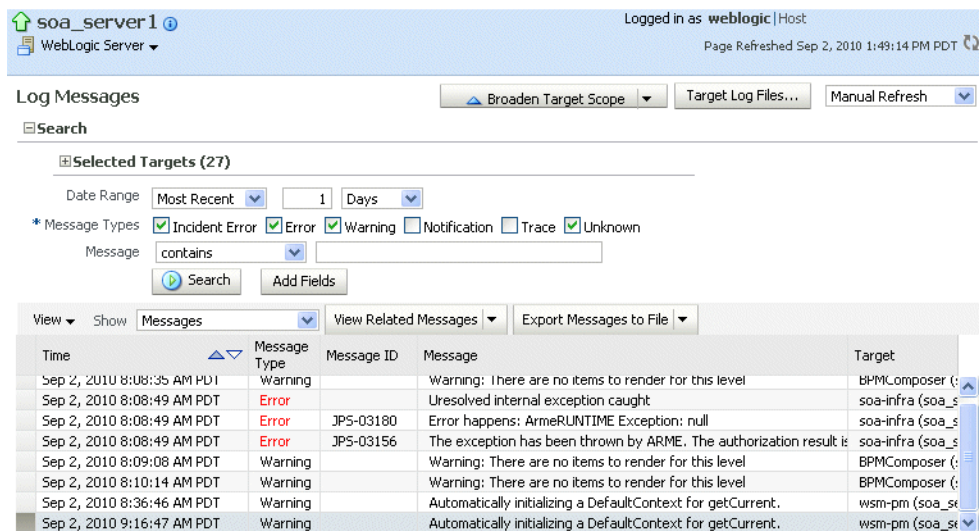 soa_server1
Logged in as weblogic|Host
WebLogic Server
Page Refreshed Sep 2, 2010 1:49:14 PM PDT
Log Messages
Broaden Target Scope
Target Log Files...
Manual Refresh
Search
Selected Targets (27)
Date Range Most Recent 1 Days
* Message Types Incident Error Error Warning Notification Trace Unknown
Message contains
Search Add Fields
View Show Messages View Related Messages Export Messages to File
Time Message Type Message ID Message Target
Sep 2, 2010 8:08:35 AM PDT Warning Warning: There are no items to render for this level BPMComposer (
Sep 2, 2010 8:08:49 AM PDT Error Uresolved internal exception caught soa-infra (soa_s
Sep 2, 2010 8:08:49 AM PDT Error JPS-03180 Error happens: ArmeRUNTIME Exception: null soa-infra (soa_s
Sep 2, 2010 8:08:49 AM PDT Error JPS-03156 The exception has been thrown by ARME. The authorization result is soa-infra (soa_s
Sep 2, 2010 8:09:08 AM PDT Warning Warning: There are no items to render for this level BPMComposer (
Sep 2, 2010 8:10:14 AM PDT Warning Warning: There are no items to render for this level BPMComposer (
Sep 2, 2010 8:36:46 AM PDT Warning Automatically initializing a DefaultContext for getCurrent. wsm-pm (soa_se
Sep 2, 2010 9:16:47 AM PDT Warning Automatically initializing a DefaultContext for getCurrent. wsm-pm (soa_se